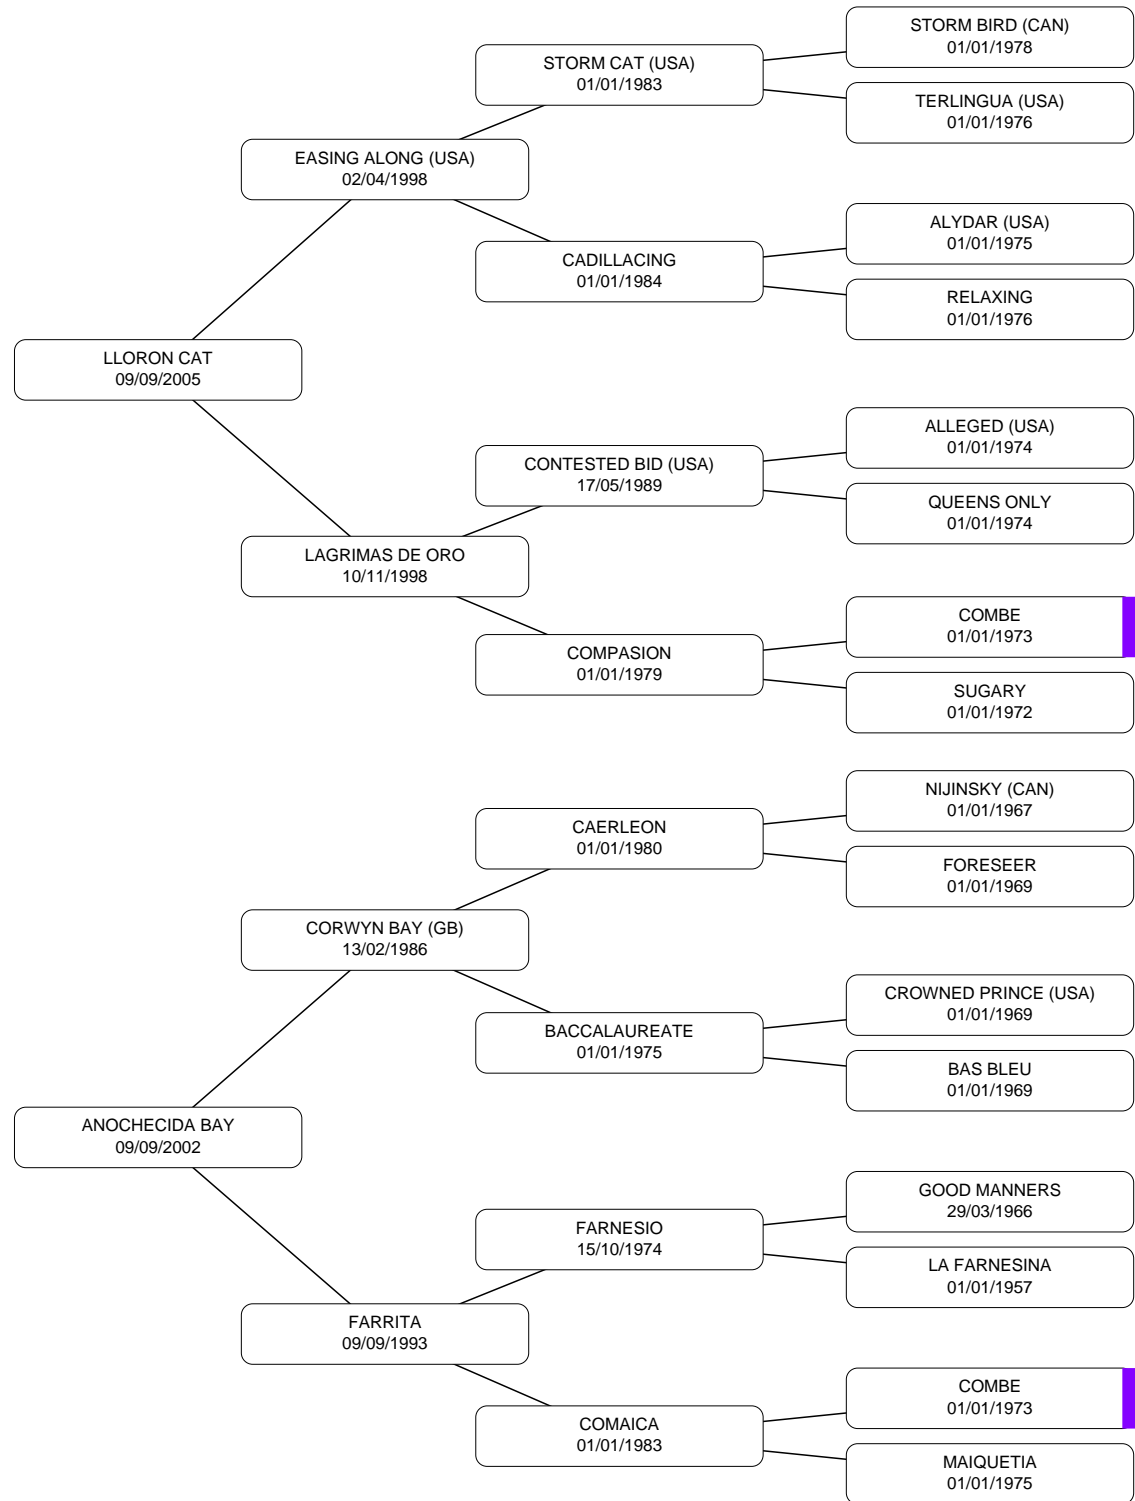 STORM BIRD (CAN)
01/01/1978
STORM CAT (USA)
01/01/1983
TERLINGUA (USA)
01/01/1976
EASING ALONG (USA)
02/04/1998
ALYDAR (USA)
01/01/1975
CADILLACING
01/01/1984
RELAXING
01/01/1976
LLORON CAT
09/09/2005
ALLEGED (USA)
01/01/1974
CONTESTED BID (USA)
17/05/1989
QUEENS ONLY
01/01/1974
LAGRIMAS DE ORO
10/11/1998
COMBE
01/01/1973
COMPASION
01/01/1979
SUGARY
01/01/1972
NIJINSKY (CAN)
01/01/1967
CAERLEON
01/01/1980
FORESEER
01/01/1969
CORWYN BAY (GB)
13/02/1986
CROWNED PRINCE (USA)
01/01/1969
BACCALAUREATE
01/01/1975
BAS BLEU
01/01/1969
ANOCHECIDA BAY
09/09/2002
GOOD MANNERS
29/03/1966
FARNESIO
15/10/1974
LA FARNESINA
01/01/1957
FARRITA
09/09/1993
COMBE
01/01/1973
COMAICA
01/01/1983
MAIQUETIA
01/01/1975